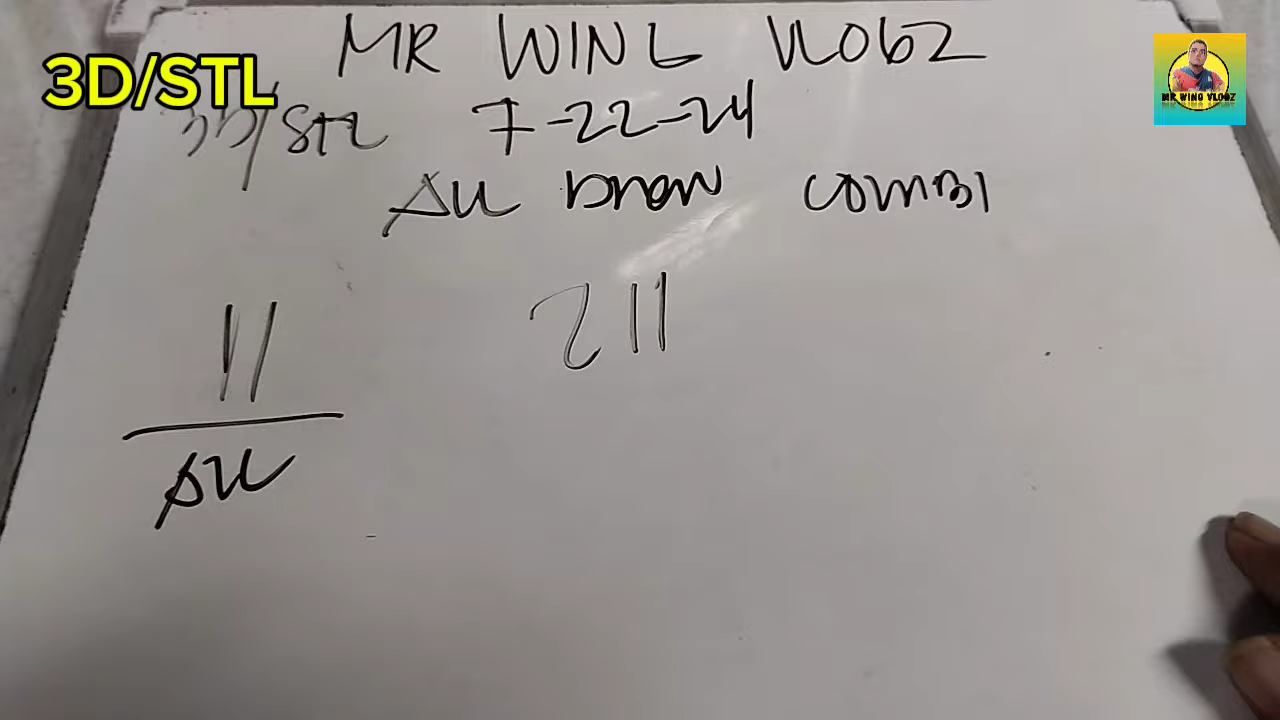 3D/STL
MR WING VLOGZ
MR WING VLOGZ
3D/STL 7-22-24
ALL DRAW COMBI
11 211
ALL